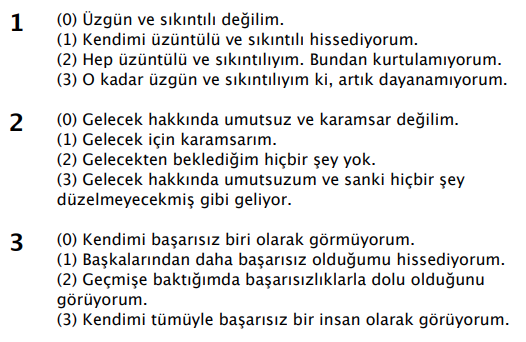 1 (0) Üzgün ve sıkıntılı değilim.
(1) Kendimi üzüntülü ve sıkıntılı hissediyorum.
(2) Hep üzüntülü ve sıkıntılıyım. Bundan kurtulamıyorum.
(3) O kadar üzgün ve sıkıntılıyım ki, artık dayanamıyorum.
2 (0) Gelecek hakkında umutsuz ve karamsar değilim.
(1) Gelecek için karamsarım.
(2) Gelecekten beklediğim hiçbir şey yok.
(3) Gelecek hakkında umutsuzum ve sanki hiçbir şey
düzelmeyecekmiş gibi geliyor.
3 (0) Kendimi başarısız biri olarak görmüyorum.
(1) Başkalarından daha başarısız olduğumu hissediyorum.
(2) Geçmişe baktığımda başarısızlıklarla dolu olduğunu
görüyorum.
(3) Kendimi tümüyle başarısız bir insan olarak görüyorum.